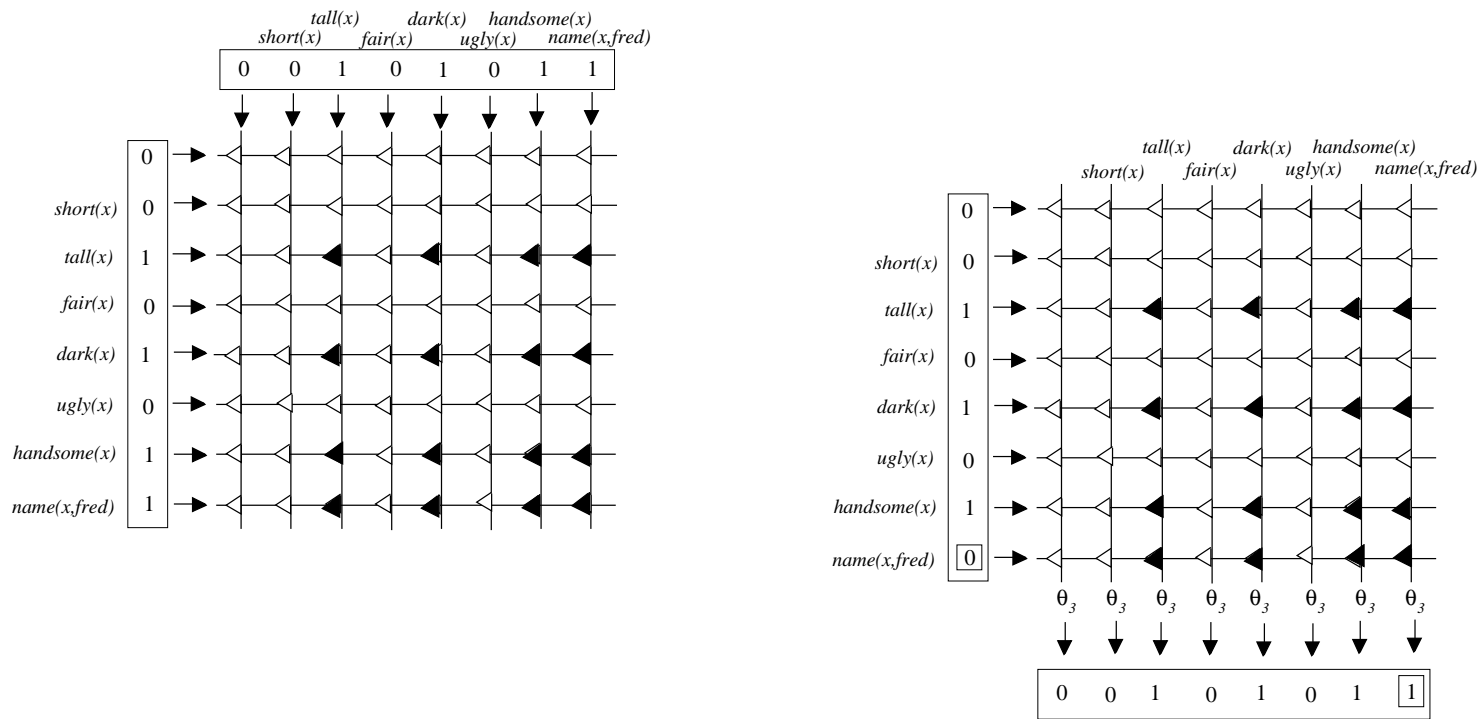 tall(x) dark(x) handsome(x)
short(x) fair(x) ugly(x) name(x,fred)
0 0 1 0 1 0 1 1
0
short(x) 0
tall(x) 1
fair(x) 0
dark(x) 1
ugly(x) 0
handsome(x) 1
name(x,fred) 1
tall(x) dark(x) handsome(x)
short(x) fair(x) ugly(x) name(x,fred)
0
short(x) 0
tall(x) 1
fair(x) 0
dark(x) 1
ugly(x) 0
handsome(x) 1
name(x,fred) 0
θ3 θ3 θ3 θ3 θ3 θ3 θ3 θ3
0 0 1 0 1 0 1 1